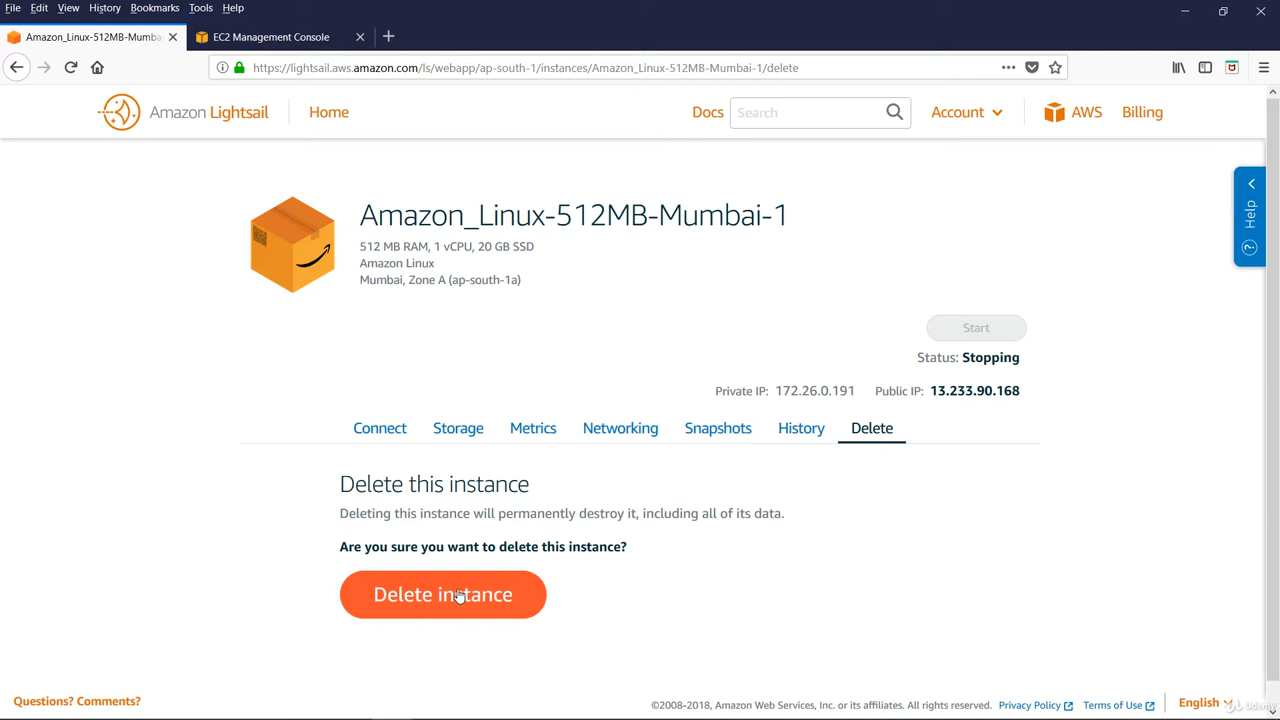 File Edit View History Bookmarks Tools Help
Amazon_Linux-512MB-Mumba
EC2 Management Console
https://lightsail.aws.amazon.com/ls/webapp/ap-south-1/instances/Amazon_Linux-512MB-Mumbai-1/delete
Amazon Lightsail Home Docs Search Account AWS Billing
Help
Amazon_Linux-512MB-Mumbai-1
512 MB RAM, 1 vCPU, 20 GB SSD
Amazon Linux
Mumbai, Zone A (ap-south-1a)
Start
Status: Stopping
Private IP: 172.26.0.191 Public IP: 13.233.90.168
Connect Storage Metrics Networking Snapshots History Delete
Delete this instance
Deleting this instance will permanently destroy it, including all of its data.
Are you sure you want to delete this instance?
Delete instance
Questions? Comments?
©2008-2018, Amazon Web Services, Inc. or its affiliates. All rights reserved. Privacy Policy Terms of Use English
Udemy